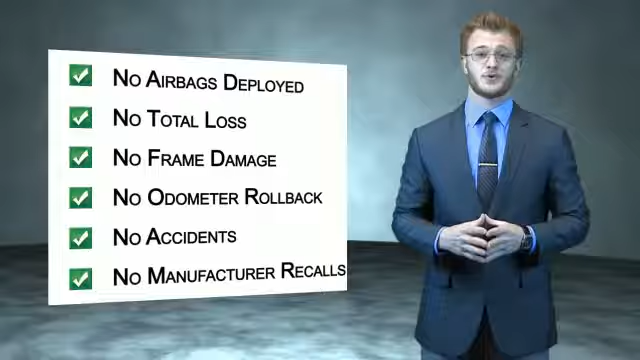 No Airbags Deployed
No Total Loss
No Frame Damage
No Odometer Rollback
No Accidents
No Manufacturer Recalls